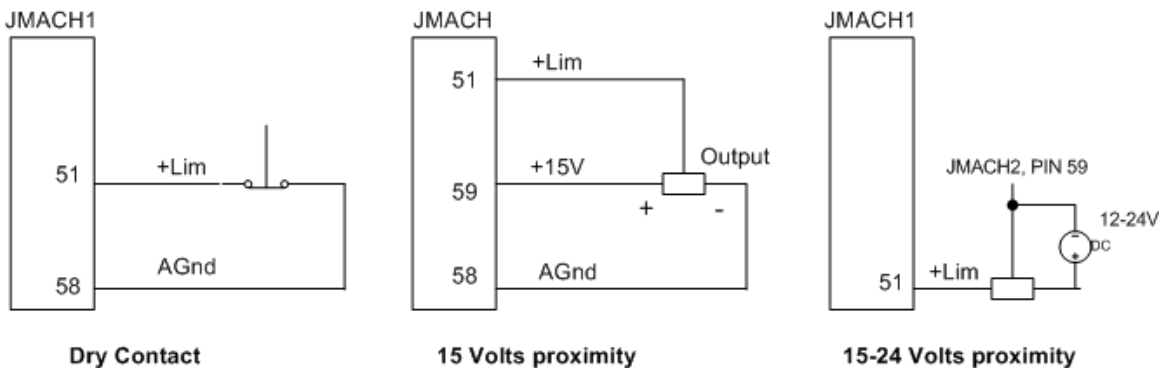 JMACH1
51
+Lim
58
AGnd
Dry Contact
JMACH
51
+Lim
Output
59
+15V
+ -
58
AGnd
15 Volts proximity
JMACH1
JMACH2, PIN 59
12-24V
-
DC
+
51
+Lim
15-24 Volts proximity